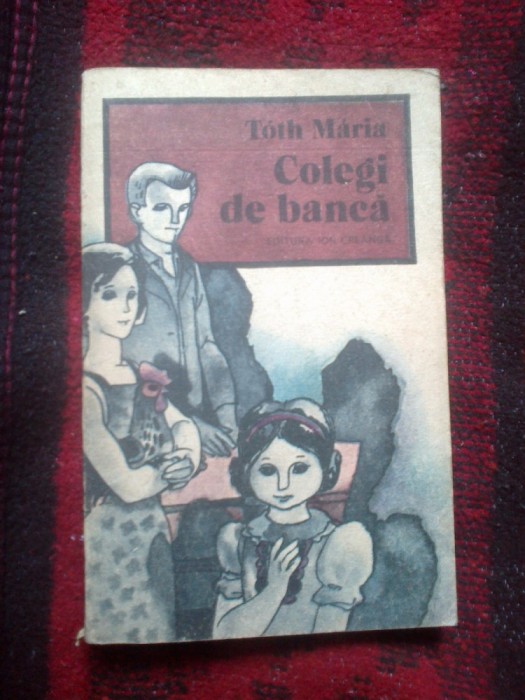 Tóth Mária
Colegi
de bancă
EDITURA ION CREANGĂ